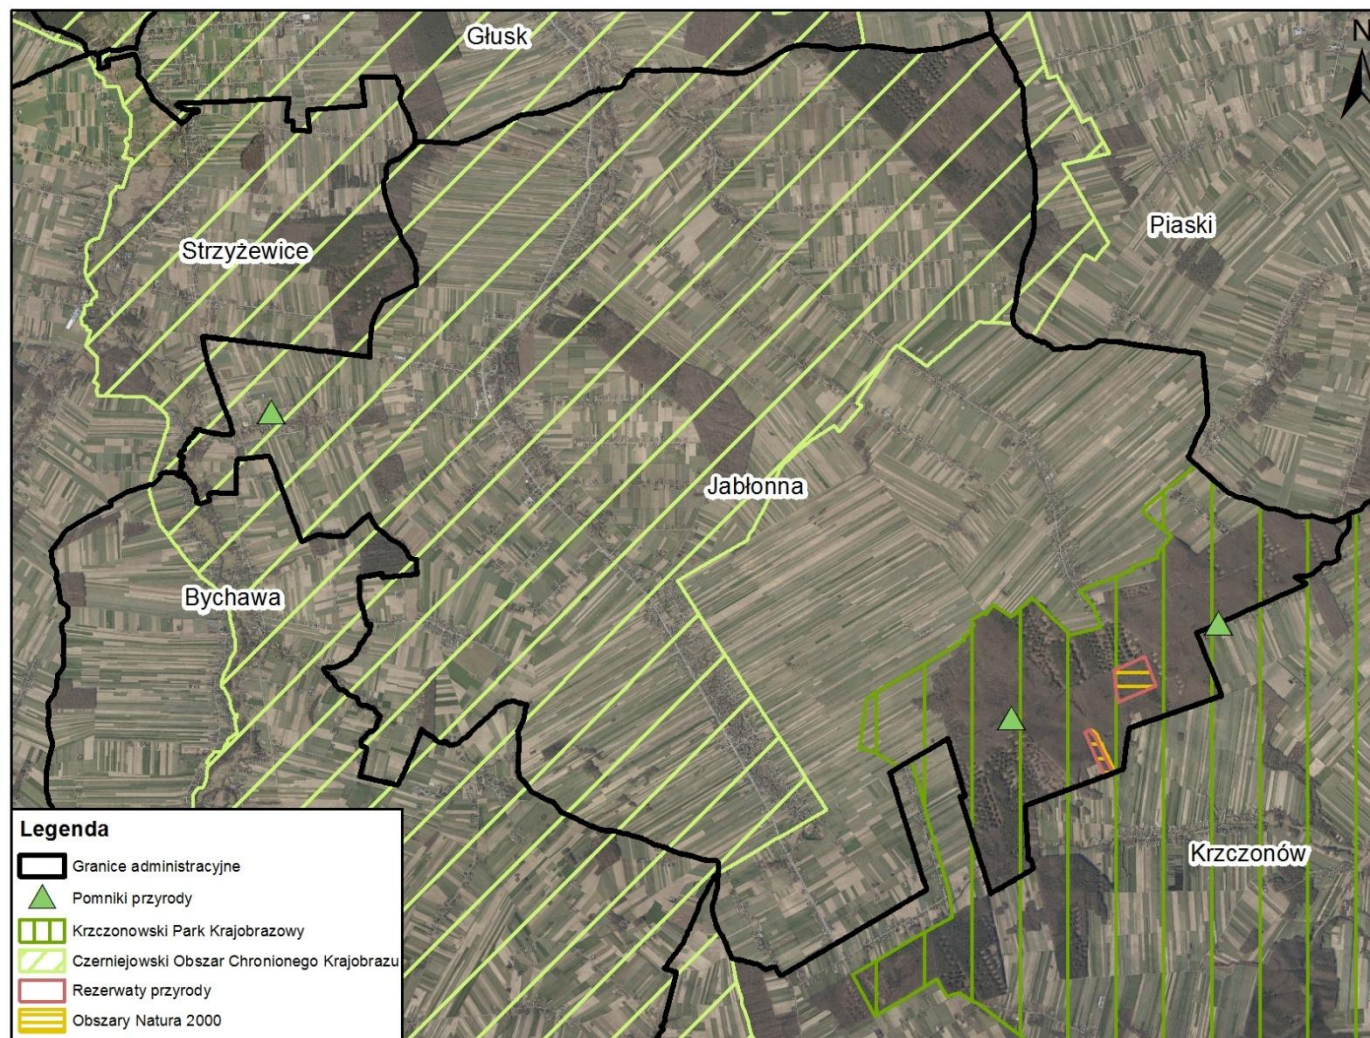 Głusk
N
Piaski
Strzyżewice
Jabłonna
Bychawa
Krzczonów
Legenda
Granice administracyjne
Pomniki przyrody
Krzczonowski Park Krajobrazowy
Czerniejowski Obszar Chronionego Krajobrazu
Rezerwaty przyrody
Obszary Natura 2000